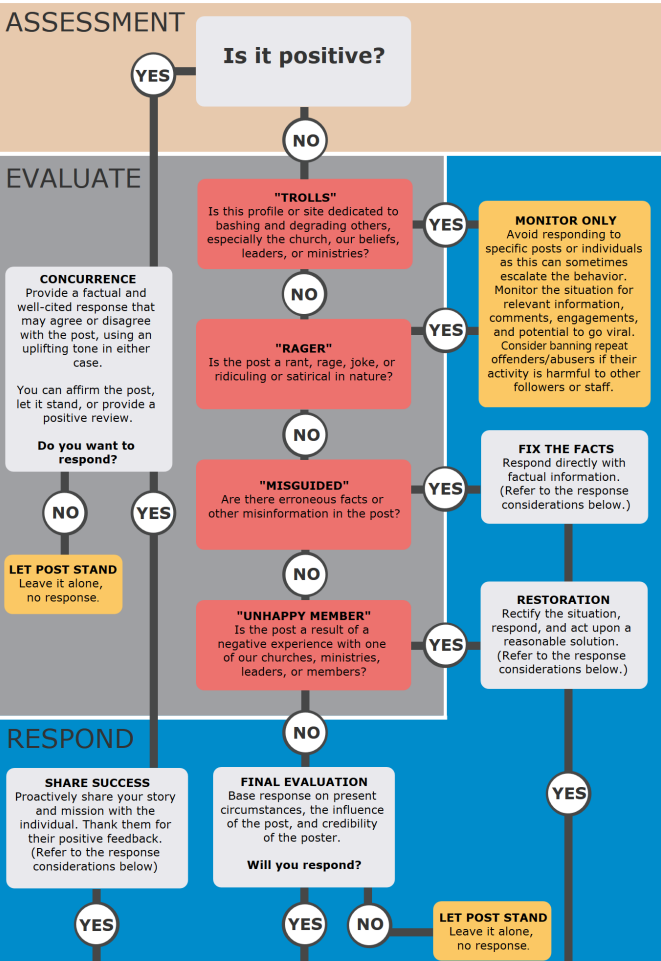 ASSESSMENT
Is it positive?
YES
NO
EVALUATE
"TROLLS"
Is this profile or site dedicated to
bashing and degrading others,
especially the church, our beliefs,
leaders, or ministries?
YES
MONITOR ONLY
Avoid responding to
specific posts or individuals
as this can sometimes
escalate the behavior.
Monitor the situation for
relevant information,
comments, engagements,
and potential to go viral.
Consider banning repeat
offenders/abusers if their
activity is harmful to other
followers or staff.
CONCURRENCE
Provide a factual and
well-cited response that
may agree or disagree
with the post, using an
uplifting tone in either
case.
You can affirm the post,
let it stand, or provide a
positive review.
Do you want to
respond?
NO
"RAGER"
Is the post a rant, rage, joke, or
ridiculing or satirical in nature?
YES
NO
"MISGUIDED"
Are there erroneous facts or
other misinformation in the post?
YES
FIX THE FACTS
Respond directly with
factual information.
(Refer to the response
considerations below.)
NO
YES
LET POST STAND
Leave it alone,
no response.
NO
"UNHAPPY MEMBER"
Is the post a result of a
negative experience with one
of our churches, ministries,
leaders, or members?
YES
RESTORATION
Rectify the situation,
respond, and act upon a
reasonable solution.
(Refer to the response
considerations below.)
NO
RESPOND
SHARE SUCCESS
Proactively share your story
and mission with the
individual. Thank them for
their positive feedback.
(Refer to the response
considerations below)
FINAL EVALUATION
Base response on present
circumstances, the influence
of the post, and credibility
of the poster.
Will you respond?
YES
YES
YES
NO
LET POST STAND
Leave it alone,
no response.